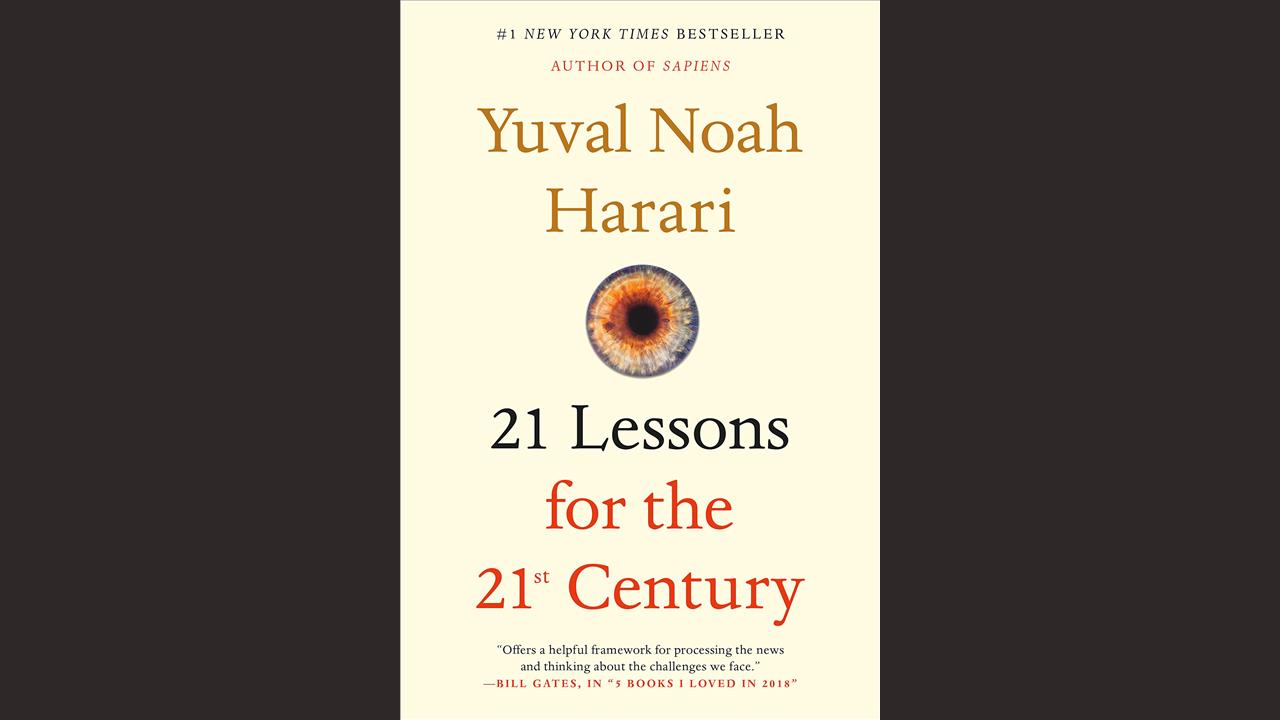 #1 NEW YORK TIMES BESTSELLER
AUTHOR OF SAPIENS
Yuval Noah
Harari
21 Lessons
for the
21st Century
“Offers a helpful framework for processing the news
and thinking about the challenges we face.”
—BILL GATES, IN “5 BOOKS I LOVED IN 2018”